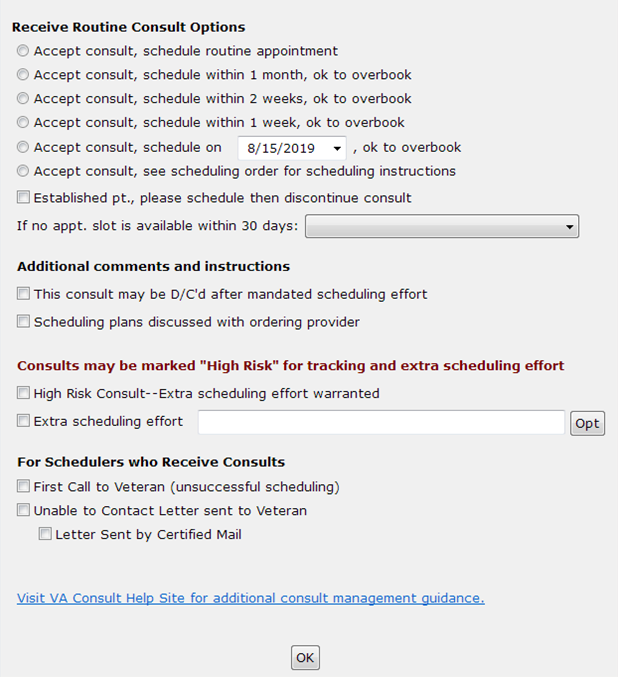 Receive Routine Consult Options
Accept consult, schedule routine appointment
Accept consult, schedule within 1 month, ok to overbook
Accept consult, schedule within 2 weeks, ok to overbook
Accept consult, schedule within 1 week, ok to overbook
Accept consult, schedule on 8/15/2019 , ok to overbook
Accept consult, see scheduling order for scheduling instructions
Established pt., please schedule then discontinue consult
If no appt. slot is available within 30 days:
Additional comments and instructions
This consult may be D/C'd after mandated scheduling effort
Scheduling plans discussed with ordering provider
Consults may be marked "High Risk" for tracking and extra scheduling effort
High Risk Consult--Extra scheduling effort warranted
Extra scheduling effort Opt
For Schedulers who Receive Consults
First Call to Veteran (unsuccessful scheduling)
Unable to Contact Letter sent to Veteran
Letter Sent by Certified Mail
Visit VA Consult Help Site for additional consult management guidance.
OK